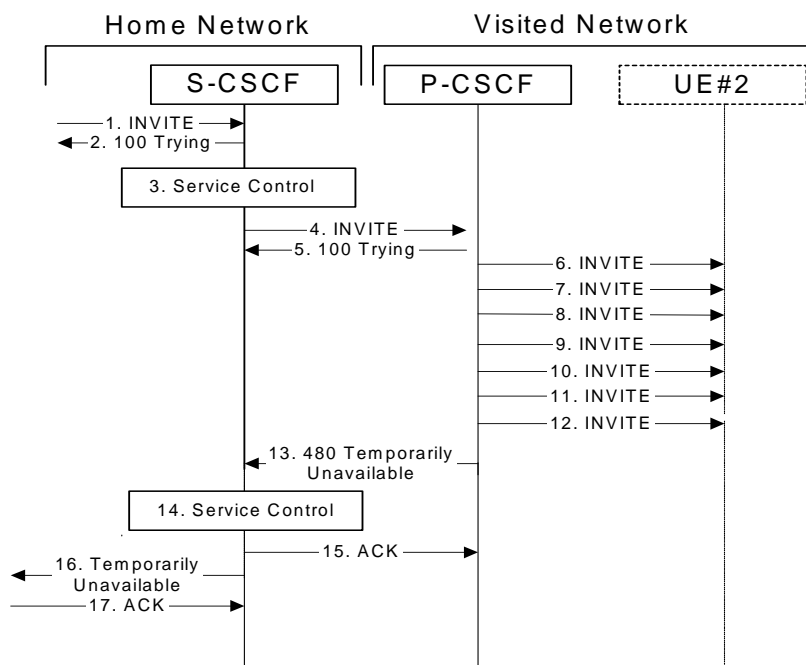 Home Network
Visited Network
S-CSCF
P-CSCF
UE#2
1. INVITE
2. 100 Trying
3. Service Control
4. INVITE
5. 100 Trying
6. INVITE
7. INVITE
8. INVITE
9. INVITE
10. INVITE
11. INVITE
12. INVITE
13. 480 Temporarily
Unavailable
14. Service Control
15. ACK
16. Temporarily
Unavailable
17. ACK